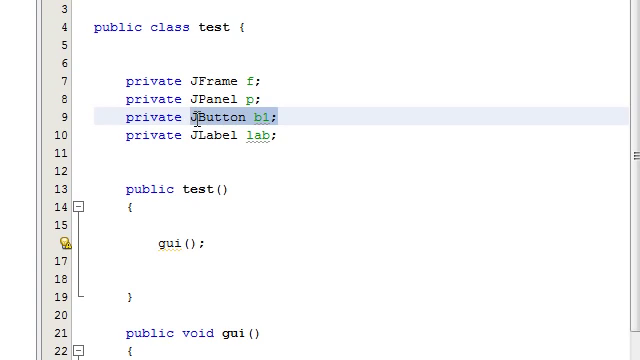 3
4 public class test {
5
6
7 private JFrame f;
8 private JPanel p;
9 private JButton b1;
10 private JLabel lab;
11
12
13 public test()
14 {
15
gui();
17
18
19 }
20
21 public void gui()
22 {